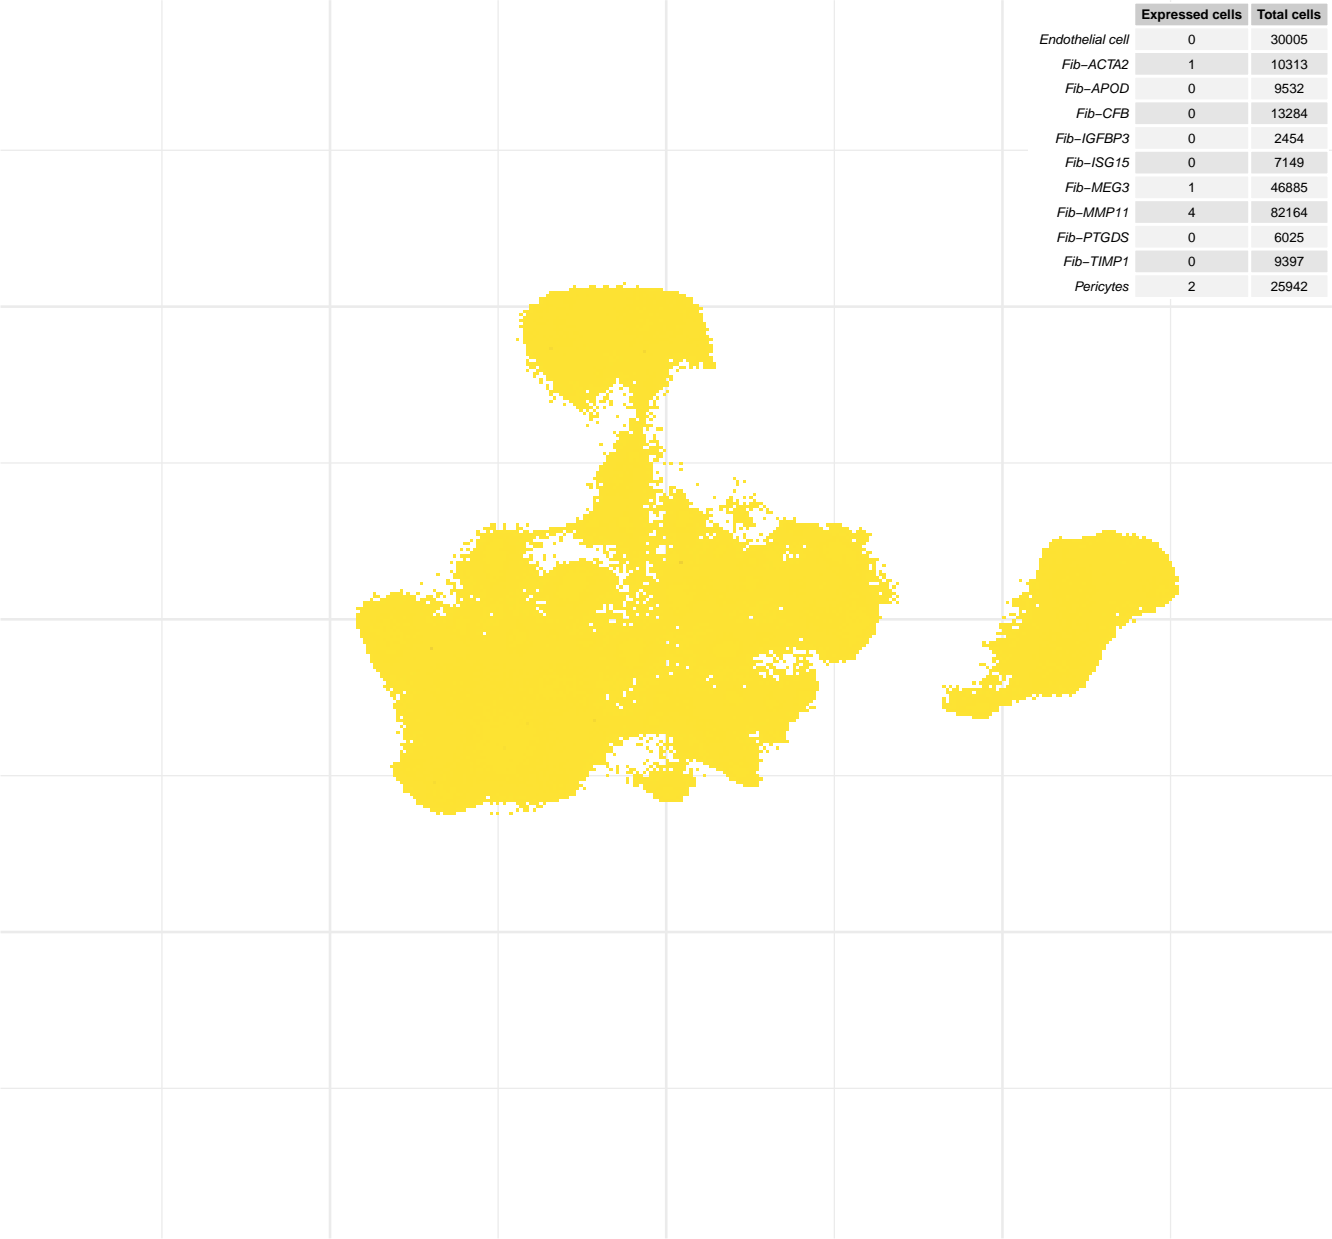 Expressed cells Total cells
Endothelial cell 0 30005
Fib−ACTA2 1 10313
Fib−APOD 0 9532
Fib−CFB 0 13284
Fib−IGFBP3 0 2454
Fib−ISG15 0 7149
Fib−MEG3 1 46885
Fib−MMP11 4 82164
Fib−PTGDS 0 6025
Fib−TIMP1 0 9397
Pericytes 2 25942